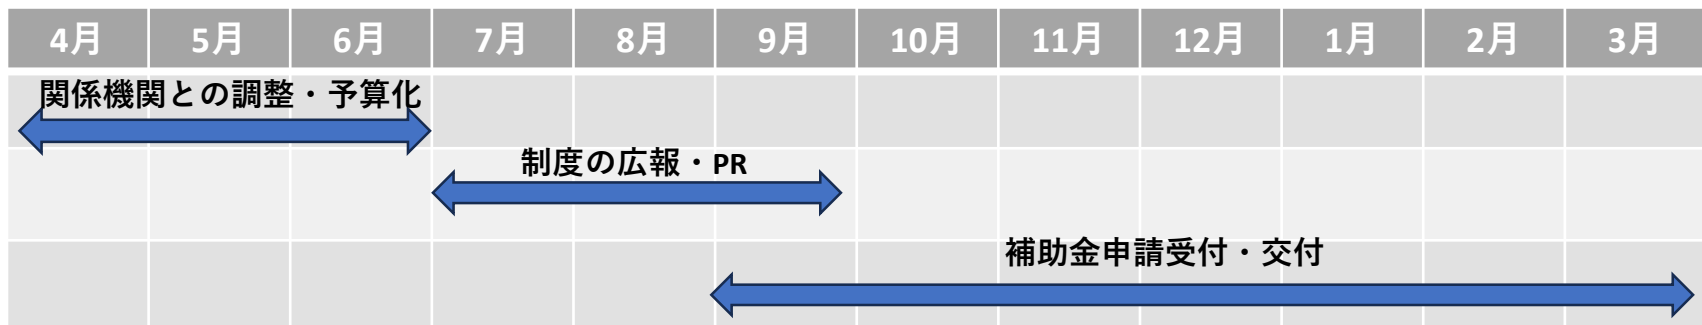 4月 5月 6月 7月 8月 9月 10月 11月 12月 1月 2月 3月
関係機関との調整・予算化
制度の広報・PR
補助金申請受付・交付